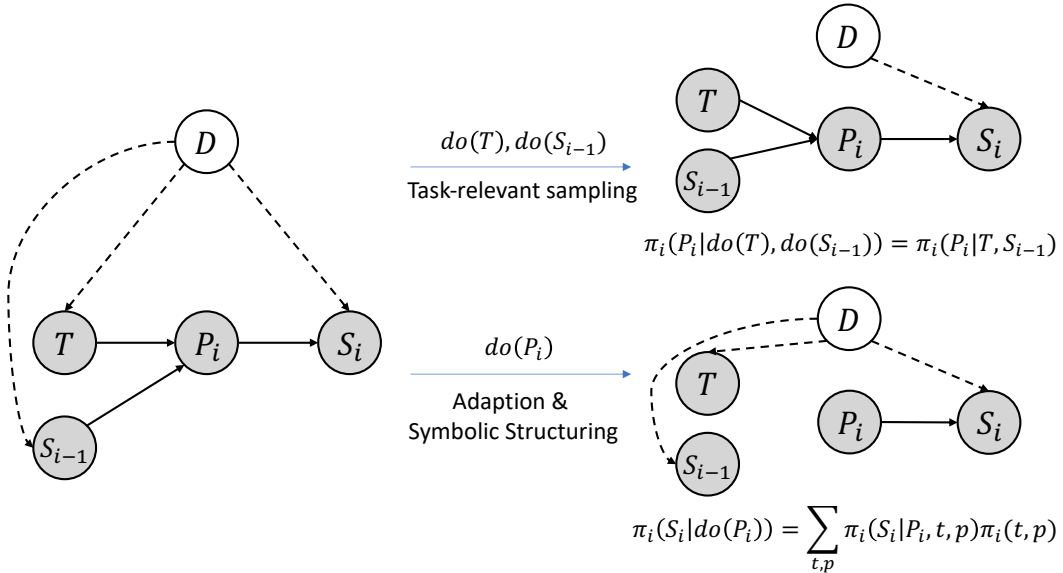 D
T
P_i
S_i
S_{i-1}
do(T), do(S_{i-1})
Task-relevant sampling
D
T
P_i
S_i
S_{i-1}
π_i(P_i|do(T), do(S_{i-1})) = π_i(P_i|T, S_{i-1})
do(P_i)
Adaption &
Symbolic Structuring
D
T
P_i
S_i
S_{i-1}
π_i(S_i|do(P_i)) = ∑_{t,p} π_i(S_i|P_i, t, p)π_i(t, p)